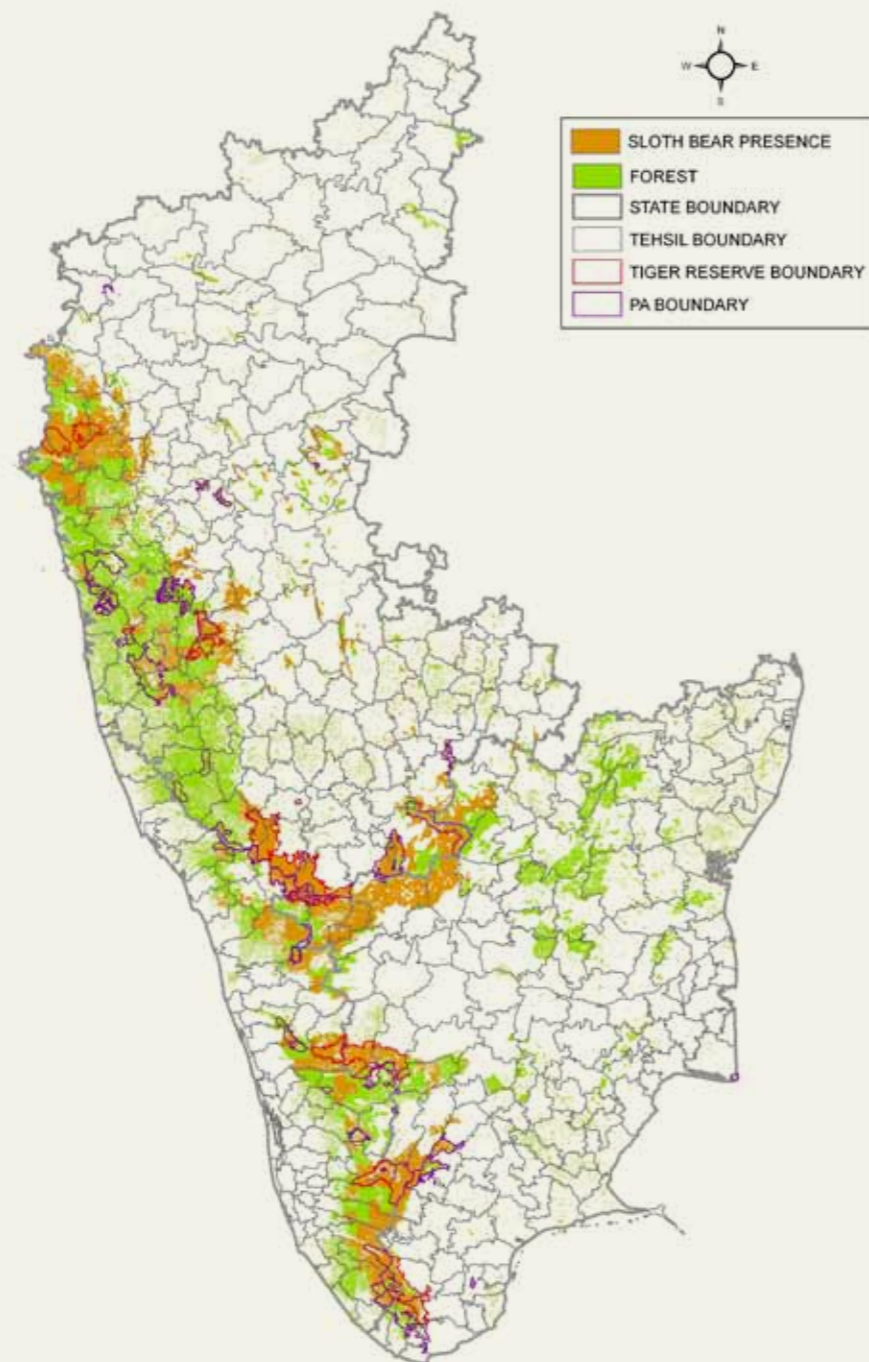 N
W
E
S
SLOTH BEAR PRESENCE
FOREST
STATE BOUNDARY
TEHSIL BOUNDARY
TIGER RESERVE BOUNDARY
PA BOUNDARY